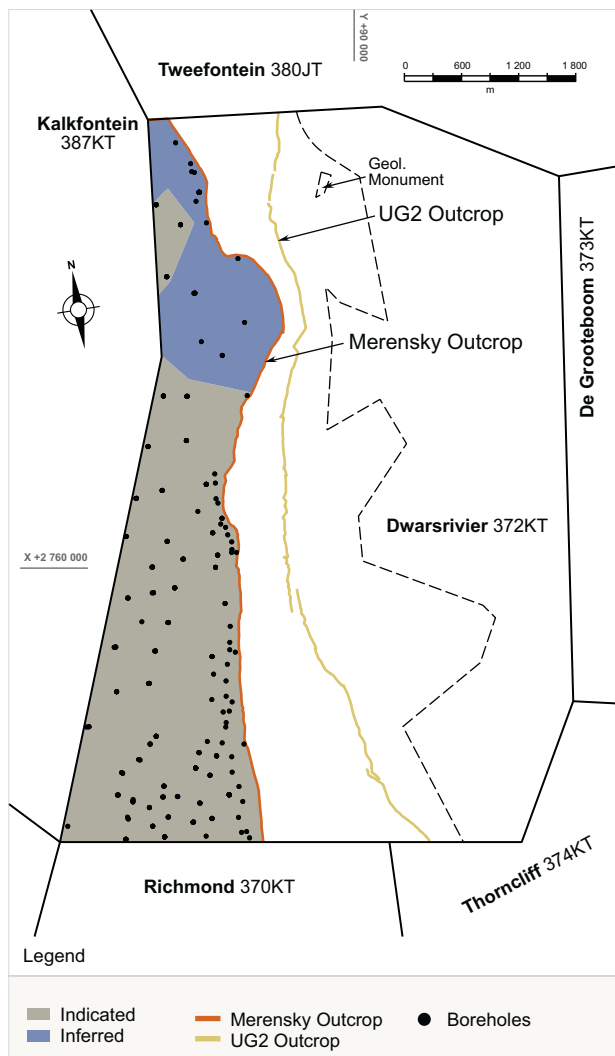 Y +90 000
0 600 1 200 1 800
m
Tweefontein 380JT
Kalkfontein
387KT
Geol.
Monument
UG2 Outcrop
De Grooteboom 373KT
N
Merensky Outcrop
Dwarsrivier 372KT
X +2 760 000
Richmond 370KT
Thorncliff 374KT
Legend
Indicated
Inferred
Merensky Outcrop
UG2 Outcrop
Boreholes